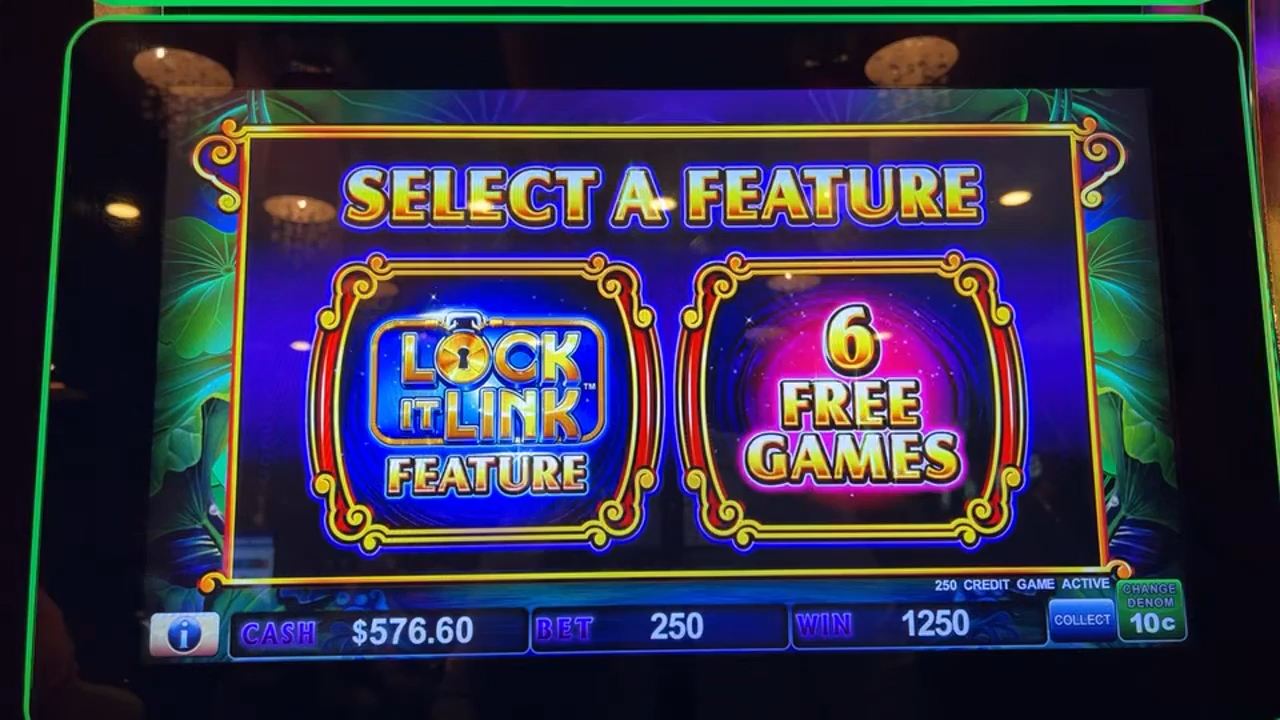 SELECT A FEATURE
LOCK
IT LINK™
FEATURE
6
FREE
GAMES
250 CREDIT GAME ACTIVE
i
CASH $576.60
BET 250
WIN 1250
COLLECT
CHANGE
DENOM
10c